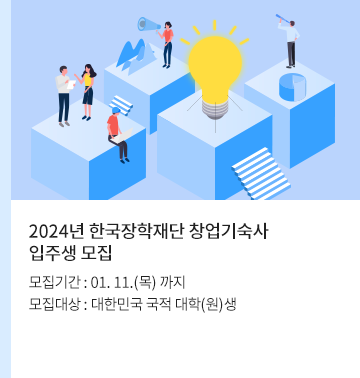 2024년 한국장학재단 창업기숙사
입주생 모집
모집기간 : 01. 11.(목) 까지
모집대상 : 대한민국 국적 대학(원)생